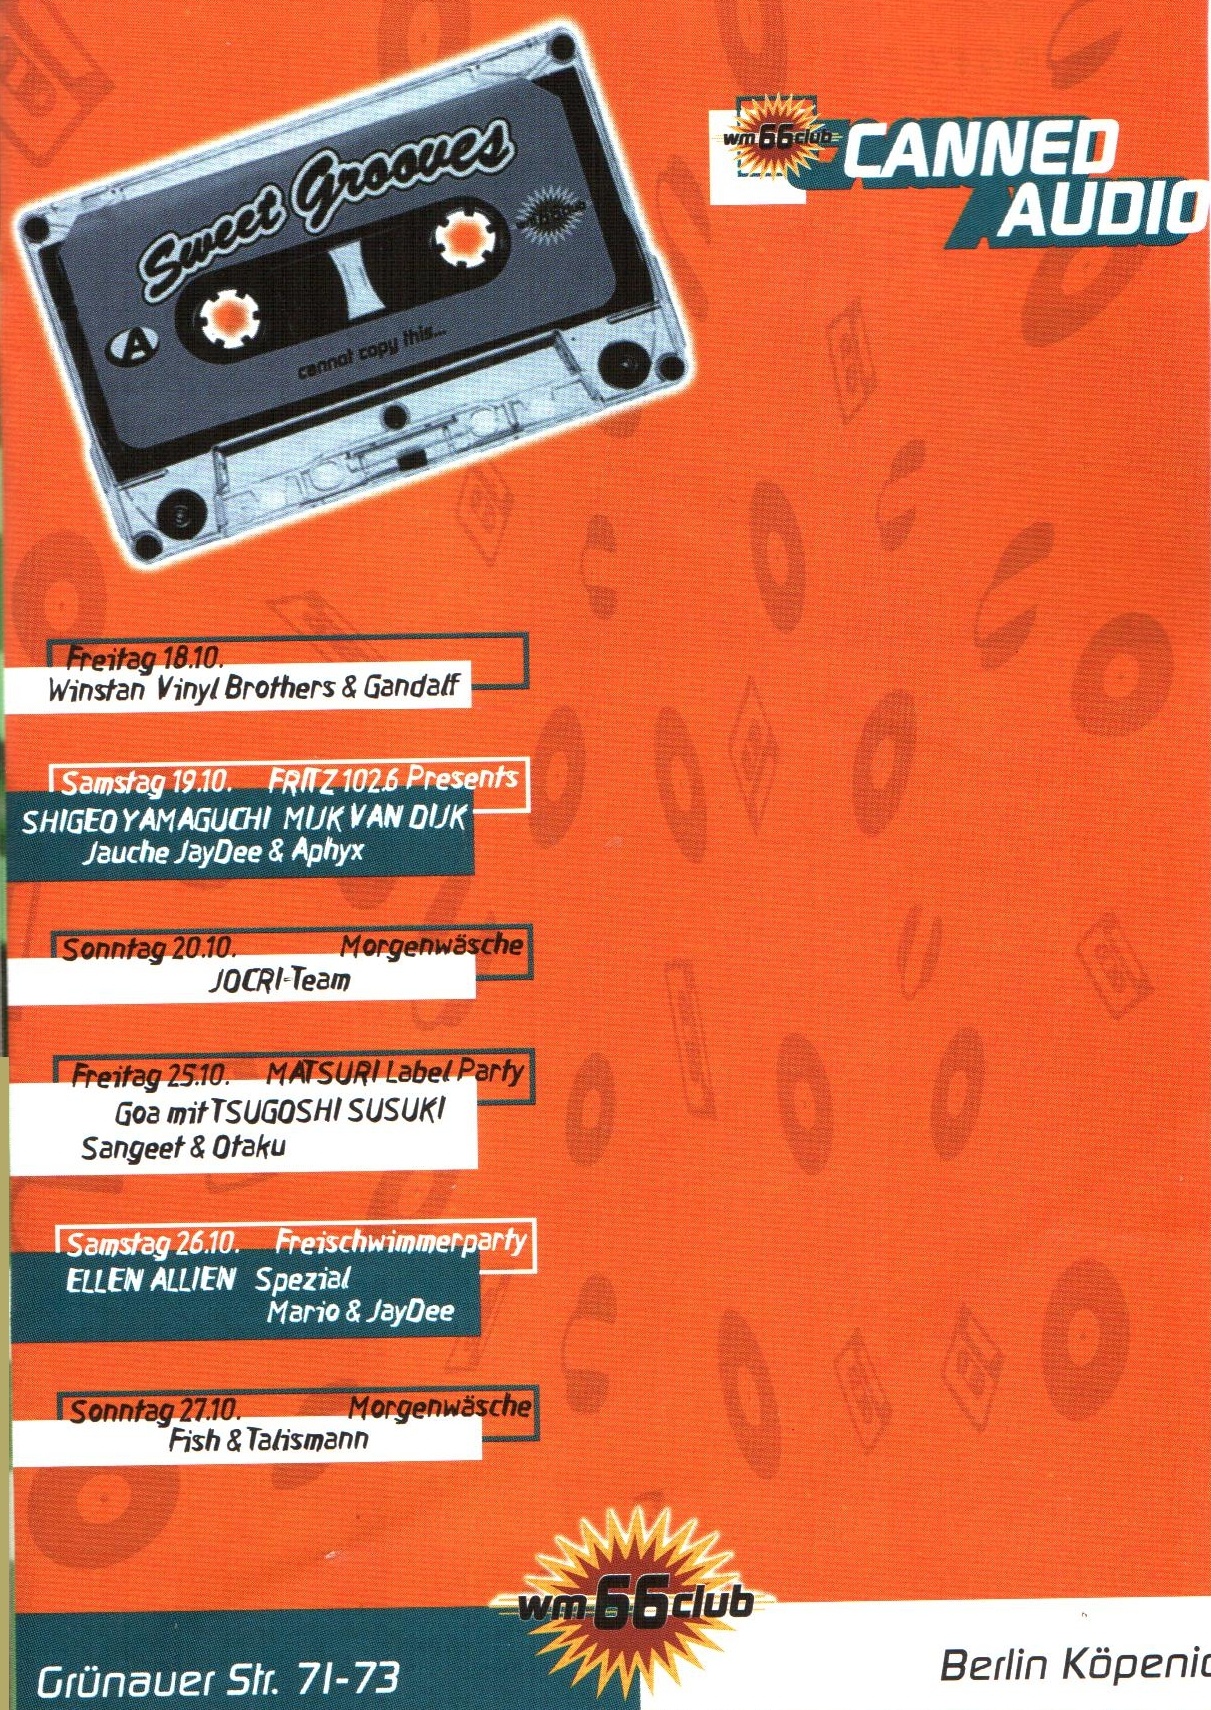 Sweet Grooves
A
cannot copy this...
wm 66 club
CANNED
AUDIO
Freitag 18.10.
Winstan Vinyl Brothers & Gandalf
Samstag 19.10. FRITZ 102.6 Presents
SHIGEO YAMAGUCHI MIJK VAN DIJK
Jauche JayDee & Aphyx
Sonntag 20.10. Morgenwäsche
JOCRI-Team
Freitag 25.10. MATSURI Label Party
Goa mit TSUGOSHI SUSUKI
Sangeet & Otaku
Samstag 26.10. Freischwimmerparty
ELLEN ALLIEN Spezial
Mario & JayDee
Sonntag 27.10. Morgenwäsche
Fish & Talismann
wm 66 club
Grünauer Str. 71-73
Berlin Köpenic